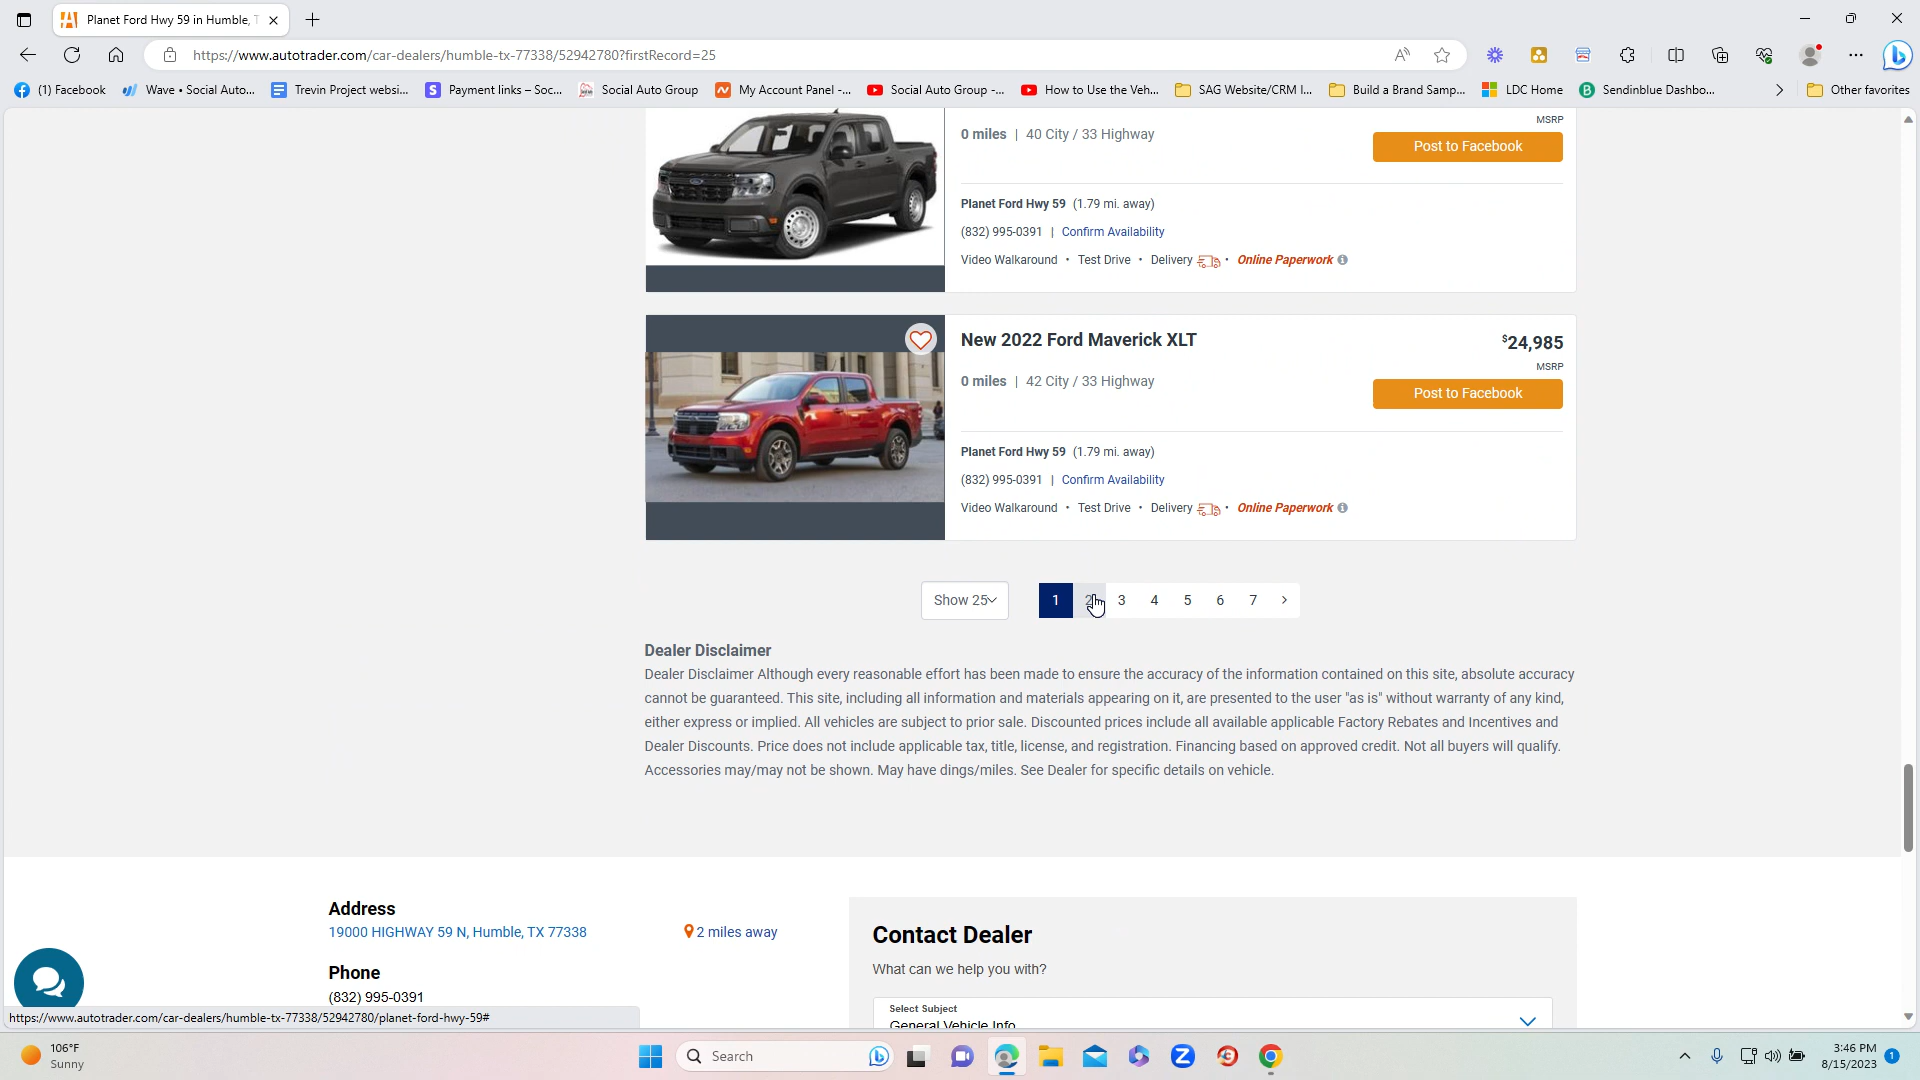 Planet Ford Hwy 59 in Humble, T
https://www.autotrader.com/car-dealers/humble-tx-77338/52942780?firstRecord=25
(1) Facebook
Wave • Social Auto...
Trevin Project websi...
Payment links – Soc...
Social Auto Group
My Account Panel -...
Social Auto Group -...
How to Use the Veh...
SAG Website/CRM I...
Build a Brand Samp...
LDC Home
Sendinblue Dashbo...
Other favorites
MSRP
0 miles | 40 City / 33 Highway
Post to Facebook
Planet Ford Hwy 59 (1.79 mi. away)
(832) 995-0391 | Confirm Availability
Video Walkaround • Test Drive • Delivery • Online Paperwork
New 2022 Ford Maverick XLT
$24,985
MSRP
0 miles | 42 City / 33 Highway
Post to Facebook
Planet Ford Hwy 59 (1.79 mi. away)
(832) 995-0391 | Confirm Availability
Video Walkaround • Test Drive • Delivery • Online Paperwork
Show 25
1 2 3 4 5 6 7 >
Dealer Disclaimer
Dealer Disclaimer Although every reasonable effort has been made to ensure the accuracy of the information contained on this site, absolute accuracy
cannot be guaranteed. This site, including all information and materials appearing on it, are presented to the user "as is" without warranty of any kind,
either express or implied. All vehicles are subject to prior sale. Discounted prices include all available applicable Factory Rebates and Incentives and
Dealer Discounts. Price does not include applicable tax, title, license, and registration. Financing based on approved credit. Not all buyers will qualify.
Accessories may/may not be shown. May have dings/miles. See Dealer for specific details on vehicle.
Address
19000 HIGHWAY 59 N, Humble, TX 77338
2 miles away
Phone
(832) 995-0391
Contact Dealer
What can we help you with?
Select Subject
General Vehicle Info
https://www.autotrader.com/car-dealers/humble-tx-77338/52942780/planet-ford-hwy-59#
106°F
Sunny
Search
3:46 PM
8/15/2023
1